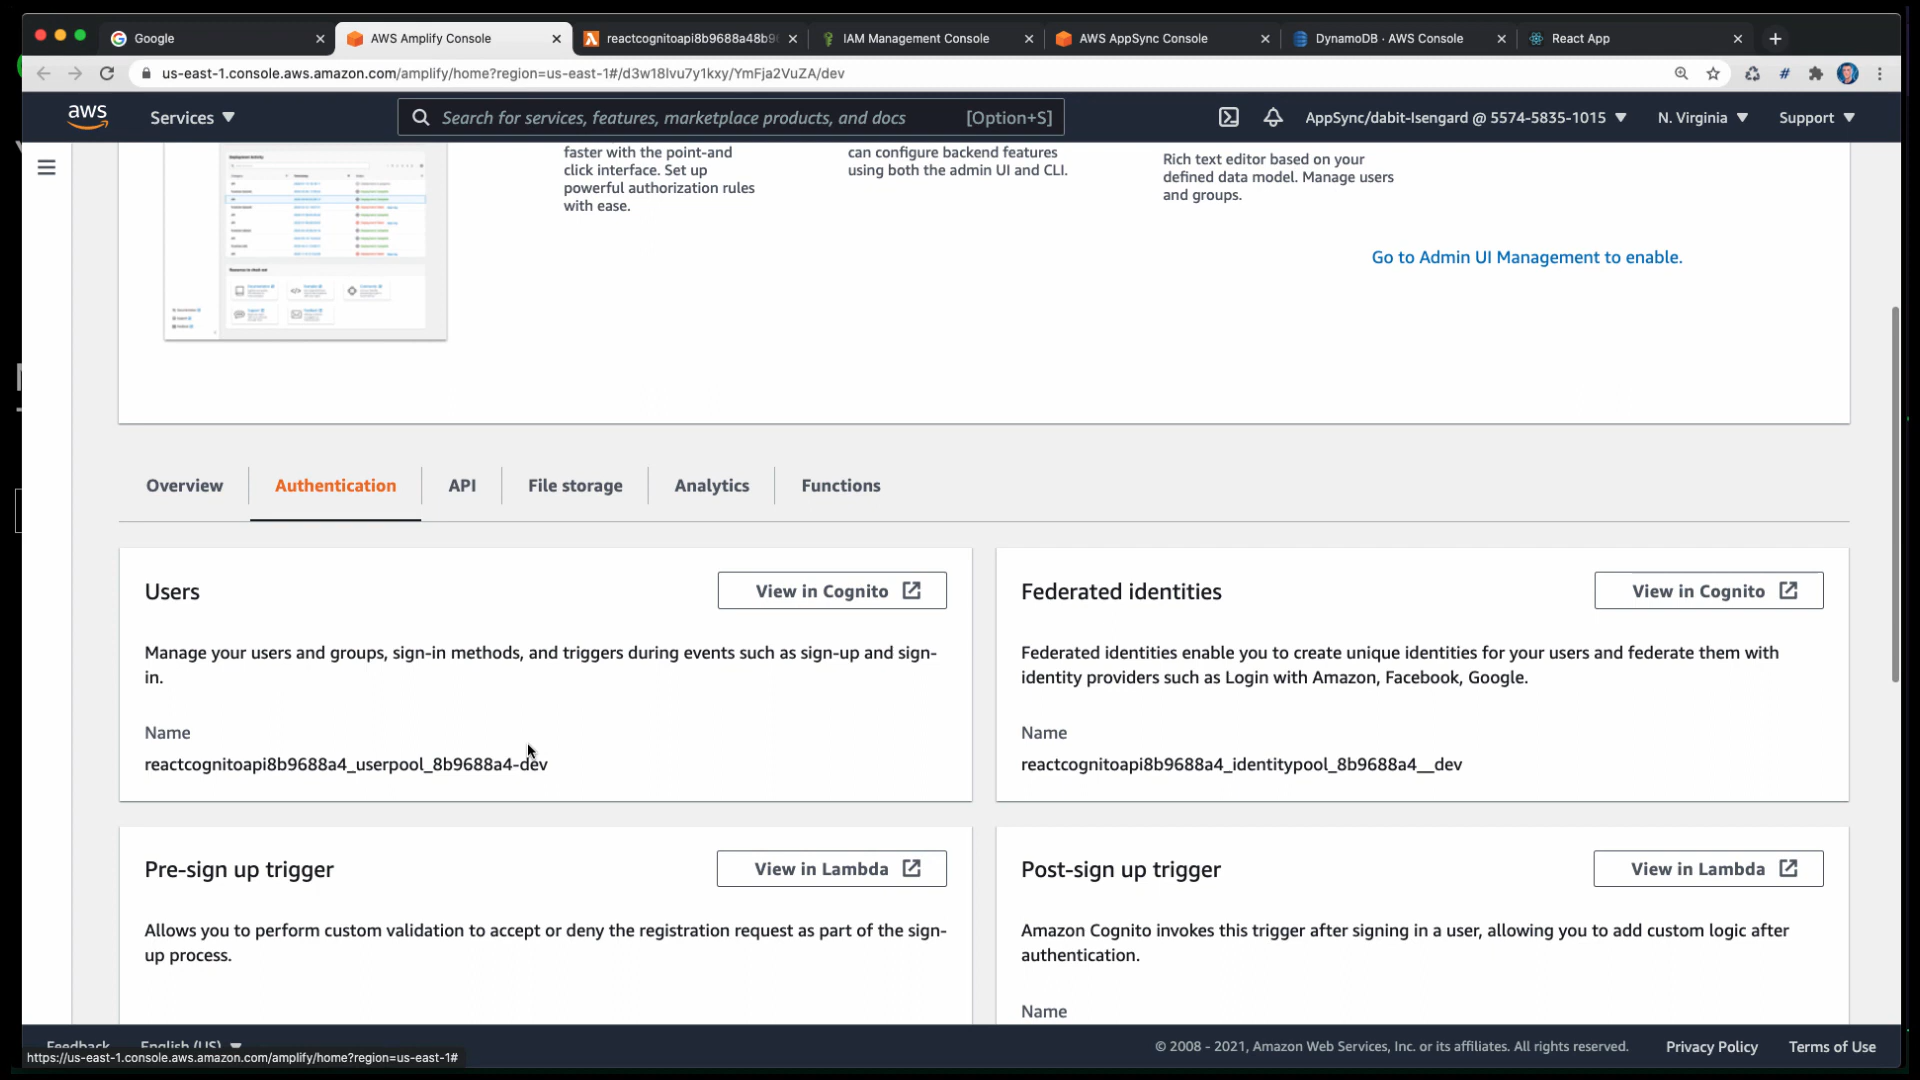 Google
AWS Amplify Console
reactcognitoapi8b9688a48b9
IAM Management Console
AWS AppSync Console
DynamoDB · AWS Console
React App
us-east-1.console.aws.amazon.com/amplify/home?region=us-east-1#/d3w18lvu7y1kxy/YmFja2VuZA/dev
aws
Services
Search for services, features, marketplace products, and docs
[Option+S]
AppSync/dabit-Isengard @ 5574-5835-1015
N. Virginia
Support
faster with the point-and
click interface. Set up
powerful authorization rules
with ease.
can configure backend features
using both the admin UI and CLI.
Rich text editor based on your
defined data model. Manage users
and groups.
Go to Admin UI Management to enable.
Overview
Authentication
API
File storage
Analytics
Functions
Users
View in Cognito
Manage your users and groups, sign-in methods, and triggers during events such as sign-up and sign-
in.
Name
reactcognitoapi8b9688a4_userpool_8b9688a4-dev
Federated identities
View in Cognito
Federated identities enable you to create unique identities for your users and federate them with
identity providers such as Login with Amazon, Facebook, Google.
Name
reactcognitoapi8b9688a4_identitypool_8b9688a4__dev
Pre-sign up trigger
View in Lambda
Allows you to perform custom validation to accept or deny the registration request as part of the sign-
up process.
Post-sign up trigger
View in Lambda
Amazon Cognito invokes this trigger after signing in a user, allowing you to add custom logic after
authentication.
Name
Feedback
English (US)
© 2008 - 2021, Amazon Web Services, Inc. or its affiliates. All rights reserved.
Privacy Policy
Terms of Use
https://us-east-1.console.aws.amazon.com/amplify/home?region=us-east-1#